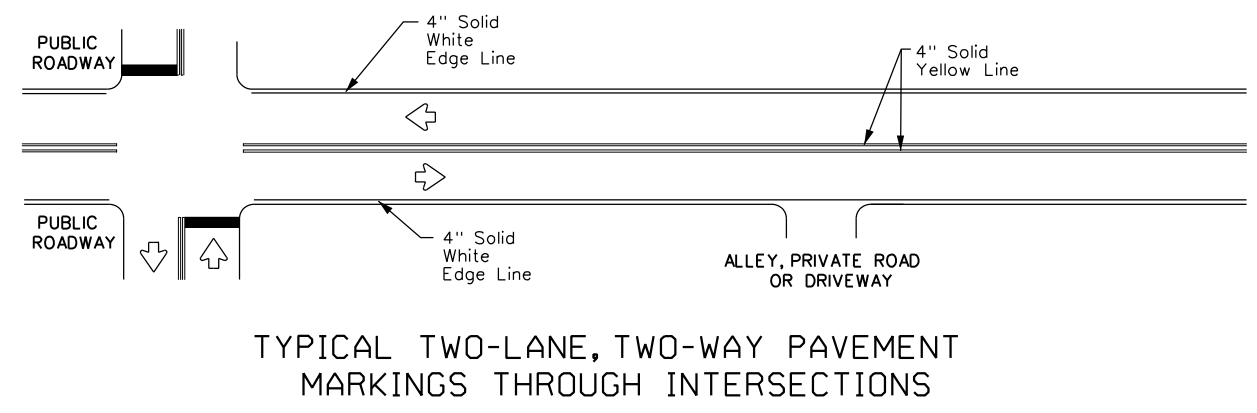 4" Solid
White
Edge Line
PUBLIC
ROADWAY
4" Solid
Yellow Line
PUBLIC
ROADWAY
4" Solid
White
Edge Line
ALLEY, PRIVATE ROAD
OR DRIVEWAY
TYPICAL TWO-LANE, TWO-WAY PAVEMENT
MARKINGS THROUGH INTERSECTIONS